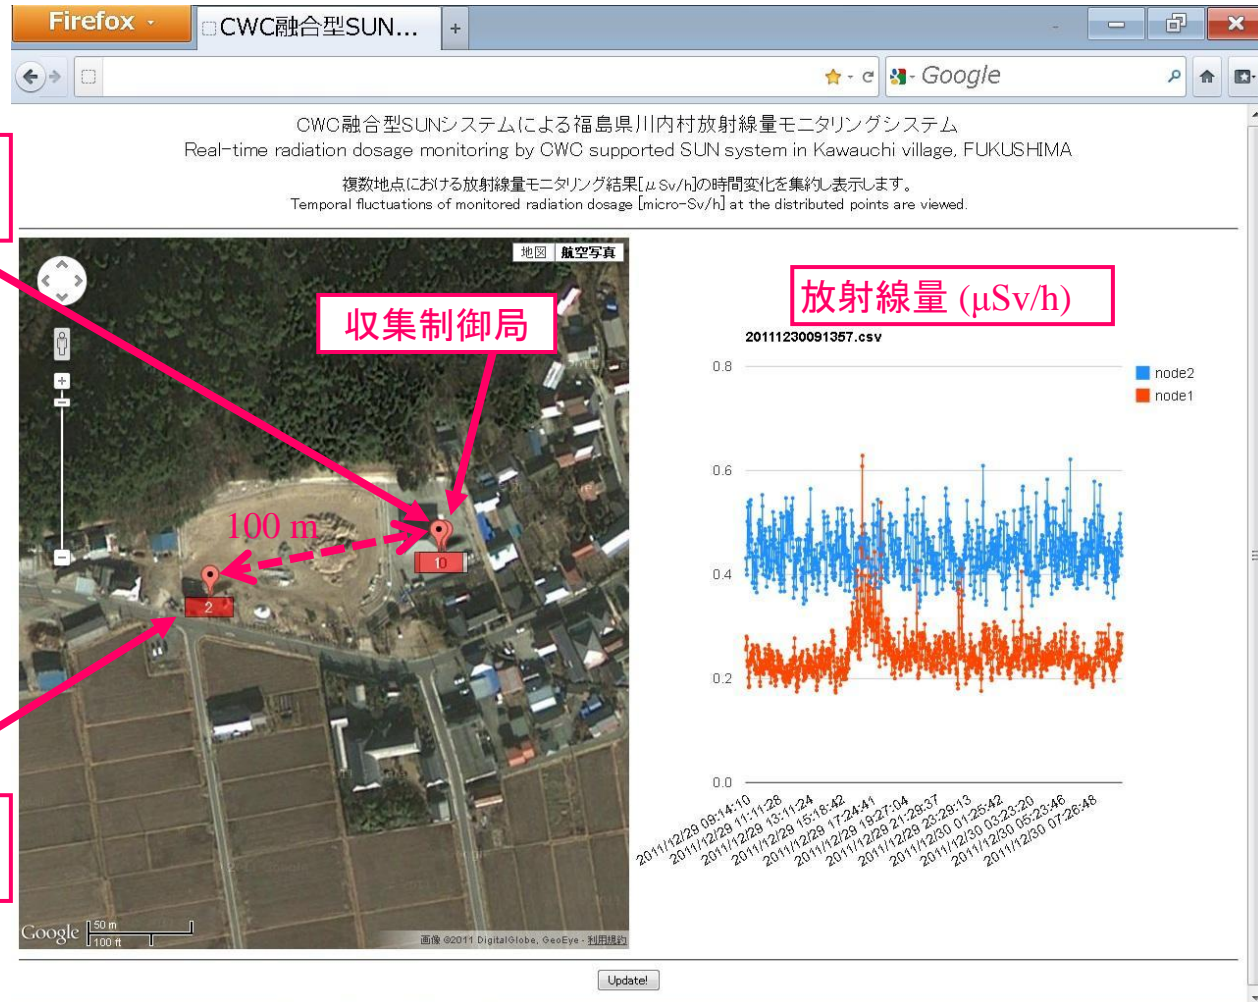 Firefox
CWC融合型SUN...
Google
CWC融合型SUNシステムによる福島県川内村放射線量モニタリングシステム
Real-time radiation dosage monitoring by CWC supported SUN system in Kawauchi village, FUKUSHIMA
複数地点における放射線量モニタリング結果[μSv/h]の時間変化を集約し表示します。
Temporal fluctuations of monitored radiation dosage [micro-Sv/h] at the distributed points are viewed.
地図 航空写真
収集制御局
100 m
10
2
Google
50 m
100 ft
画像 ©2011 DigitalGlobe, GeoEye - 利用規約
放射線量 (μSv/h)
20111230091357.csv
node2
node1
0.8
0.6
0.4
0.2
0.0
2011/12/29 09:14:10
2011/12/29 11:11:28
2011/12/29 13:11:24
2011/12/29 15:18:42
2011/12/29 17:24:41
2011/12/29 19:27:04
2011/12/29 21:29:37
2011/12/29 23:29:13
2011/12/30 01:25:42
2011/12/30 03:23:20
2011/12/30 05:23:46
2011/12/30 07:26:48
Update!